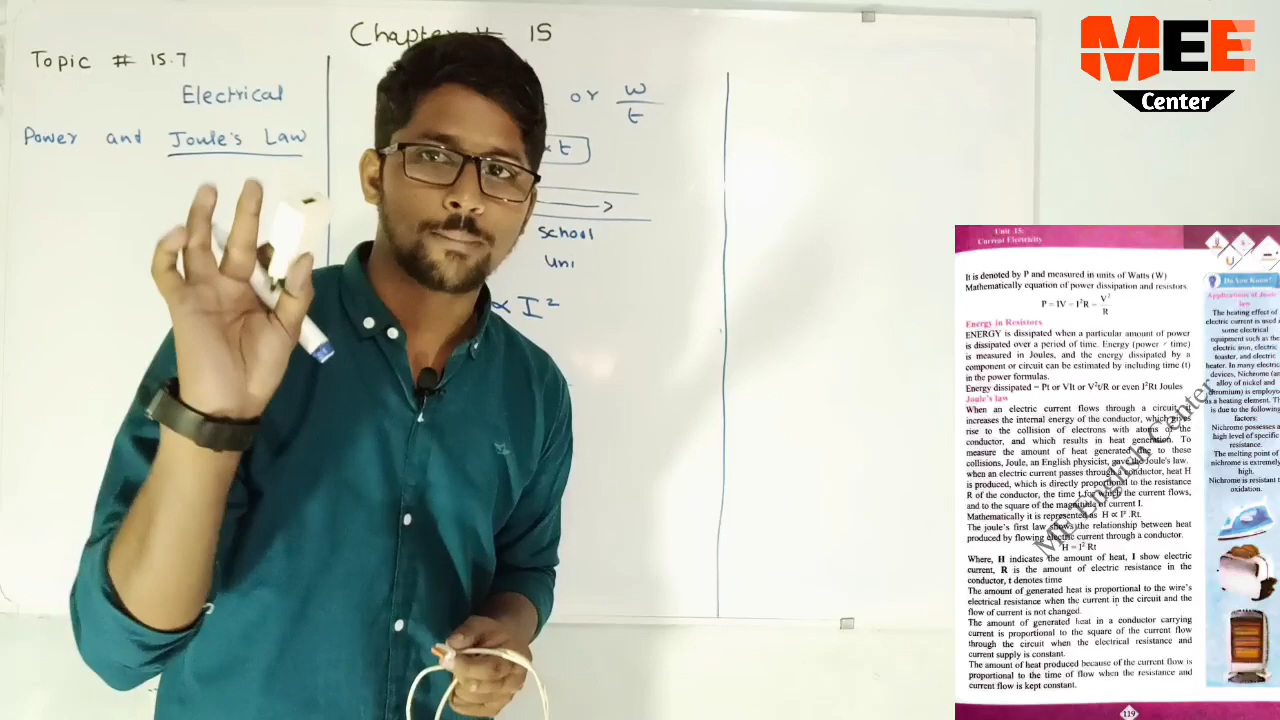 Chapter # 15
Topic # 15.7
Electrical
Power and Joule's Law
or W/t
t
school
Uni
∝ I²
MEE
Center
Unit 15:
Current Electricity
It is denoted by P and measured in units of Watts (W)
Mathematically equation of power dissipation and resistors
P = IV = I²R = V²/R
Energy in Resistors
ENERGY is dissipated when a particular amount of power
is dissipated over a period of time. Energy (power × time)
is measured in Joules, and the energy dissipated by a
component or circuit can be estimated by including time (t)
in the power formulas.
Energy dissipated = Pt or VIt or V²t/R or even I²Rt Joules
Joule's law
When an electric current flows through a circuit, it
increases the internal energy of the conductor, which gives
rise to the collision of electrons with atoms of the
conductor, and which results in heat generation. To
measure the amount of heat generated due to these
collisions, Joule, an English physicist, gave the Joule's law.
when an electric current passes through a conductor, heat H
is produced, which is directly proportional to the resistance
R of the conductor, the time t for which the current flows,
and to the square of the magnitude of current I.
Mathematically it is represented as H ∝ I² .Rt.
The joule's first law shows the relationship between heat
produced by flowing electric current through a conductor.
H = I² Rt
Where, H indicates the amount of heat, I show electric
current, R is the amount of electric resistance in the
conductor, t denotes time
The amount of generated heat is proportional to the wire's
electrical resistance when the current in the circuit and the
flow of current is not changed.
The amount of generated heat in a conductor carrying
current is proportional to the square of the current flow
through the circuit when the electrical resistance and
current supply is constant.
The amount of heat produced because of the current flow is
proportional to the time of flow when the resistance and
current flow is kept constant.
119
Do You Know?
Applications of Joule
law
The heating effect of
electric current is used
some electrical
equipment such as the
electric iron, electric
toaster, and electric
heater. In many electric
devices, Nichrome (an
alloy of nickel and
chromium) is employed
as a heating element. Th
is due to the following
factors:
Nichrome possesses a
high level of specific
resistance.
The melting point of
nichrome is extremely
high.
Nichrome is resistant to
oxidation.
English Center